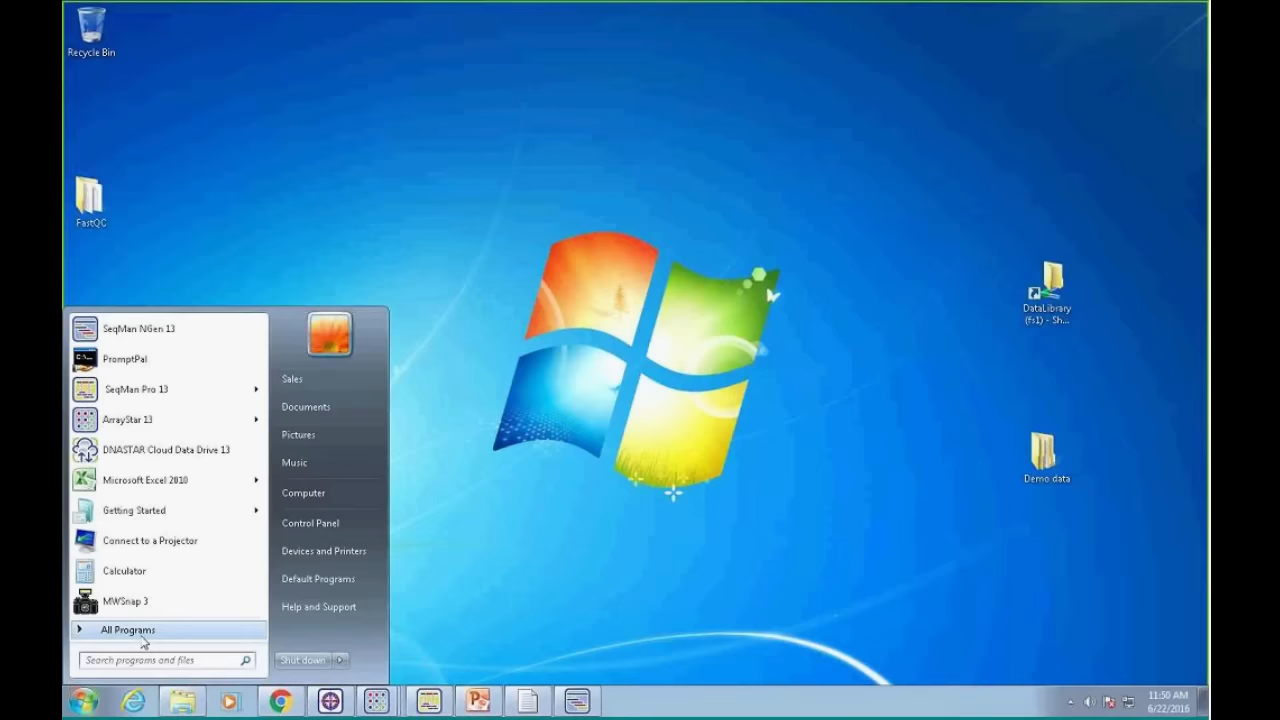 Recycle Bin
FastQC
DataLibrary
(fs1) - Sh...
Demo data
SeqMan NGen 13
PromptPal
SeqMan Pro 13
ArrayStar 13
DNASTAR Cloud Data Drive 13
Microsoft Excel 2010
Getting Started
Connect to a Projector
Calculator
MWSnap 3
All Programs
Search programs and files
Sales
Documents
Pictures
Music
Computer
Control Panel
Devices and Printers
Default Programs
Help and Support
Shut down
11:50 AM
6/22/2016